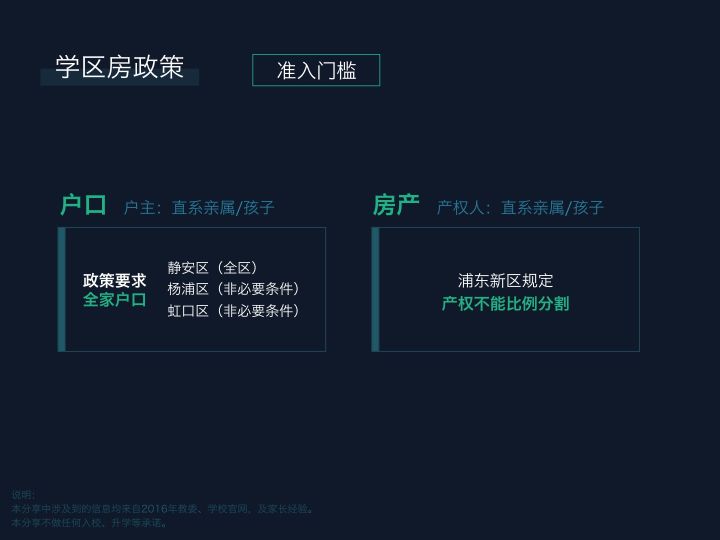 学区房政策
准入门槛
户口 户主：直系亲属/孩子
政策要求
全家户口
静安区（全区）
杨浦区（非必要条件）
虹口区（非必要条件）
房产 产权人：直系亲属/孩子
浦东新区规定
产权不能比例分割
说明：
本分享中涉及到的信息均来自2016年教委、学校官网、及家长经验。
本分享不做任何入校、升学等承诺。